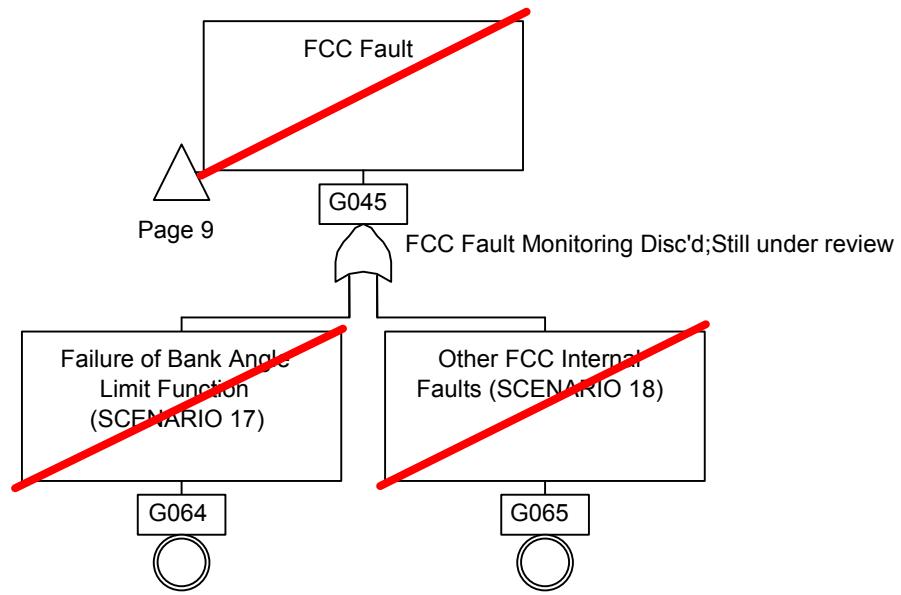 FCC Fault
Page 9
G045
FCC Fault Monitoring Disc'd;Still under review
Failure of Bank Angle
Limit Function
(SCENARIO 17)
G064
Other FCC Internal
Faults (SCENARIO 18)
G065